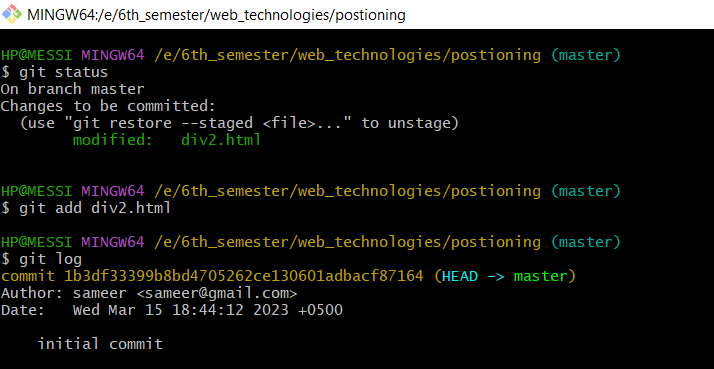 MINGW64:/e/6th_semester/web_technologies/postioning
HP@MESSI MINGW64 /e/6th_semester/web_technologies/postioning (master)
$ git status
On branch master
Changes to be committed:
  (use "git restore --staged <file>..." to unstage)
        modified:   div2.html
HP@MESSI MINGW64 /e/6th_semester/web_technologies/postioning (master)
$ git add div2.html
HP@MESSI MINGW64 /e/6th_semester/web_technologies/postioning (master)
$ git log
commit 1b3df33399b8bd4705262ce130601adbacf87164 (HEAD -> master)
Author: sameer <sameer@gmail.com>
Date:   Wed Mar 15 18:44:12 2023 +0500
    initial commit